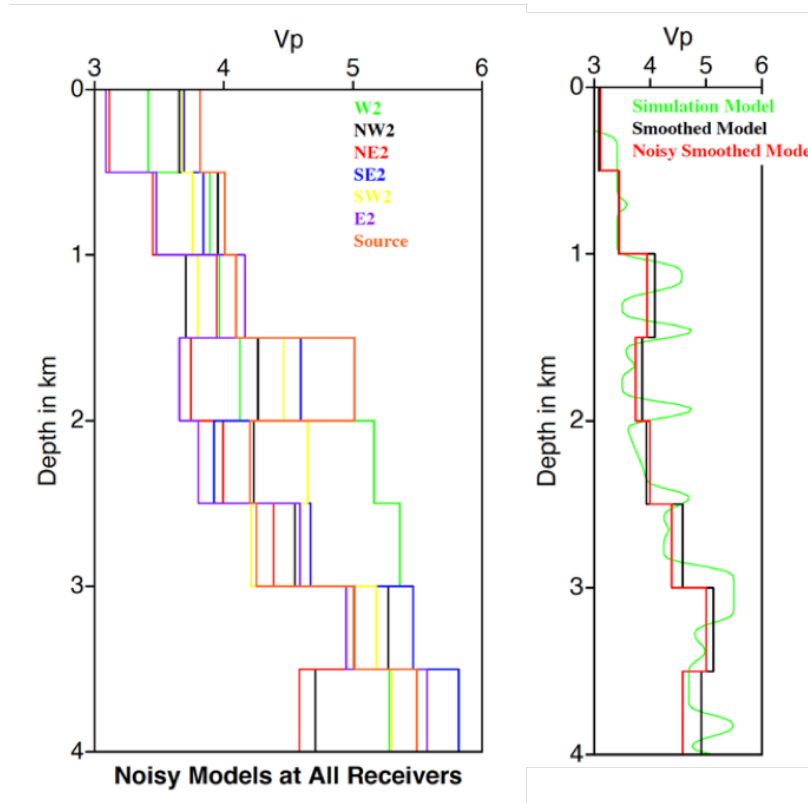 Vp
3 4 5 6
0
1
2
3
4
Depth in km
W2
NW2
NE2
SE2
SW2
E2
Source
Noisy Models at All Receivers
Vp
3 4 5 6
0
1
2
3
4
Depth in km
Simulation Model
Smoothed Model
Noisy Smoothed Mode